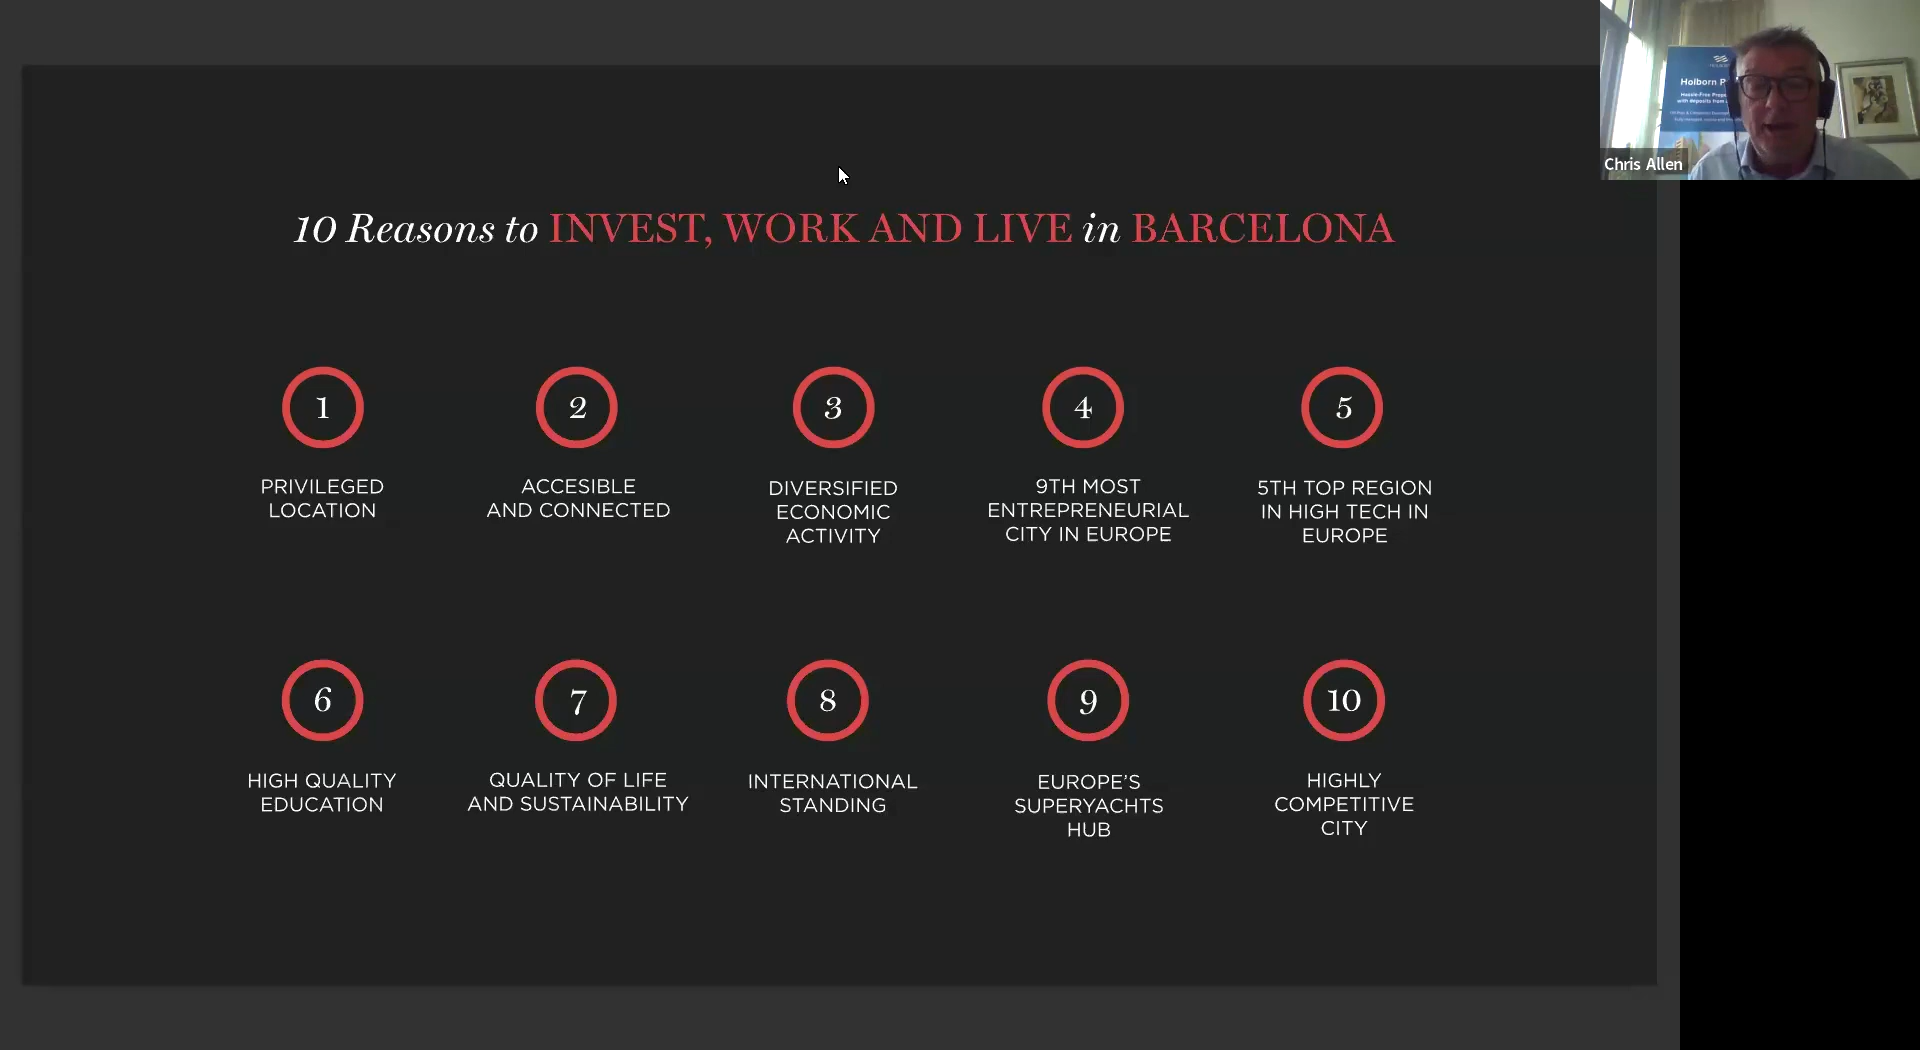 10 Reasons to INVEST, WORK AND LIVE in BARCELONA
1
PRIVILEGED
LOCATION
2
ACCESIBLE
AND CONNECTED
3
DIVERSIFIED
ECONOMIC
ACTIVITY
4
9TH MOST
ENTREPRENEURIAL
CITY IN EUROPE
5
5TH TOP REGION
IN HIGH TECH IN
EUROPE
6
HIGH QUALITY
EDUCATION
7
QUALITY OF LIFE
AND SUSTAINABILITY
8
INTERNATIONAL
STANDING
9
EUROPE'S
SUPERYACHTS
HUB
10
HIGHLY
COMPETITIVE
CITY
Holborn
Chris Allen